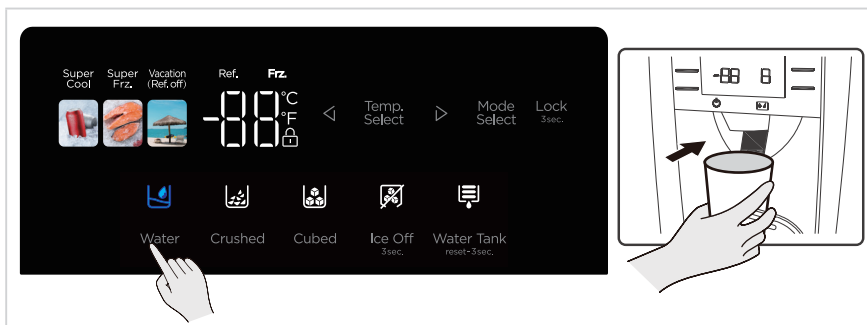 Super Cool
Super Frz.
Vacation (Ref. off)
Ref.
Frz.
-88
°C
°F
Temp. Select
Mode Select
Lock
3sec.
Water
Crushed
Cubed
Ice Off
3sec.
Water Tank
reset-3sec.
-88 8